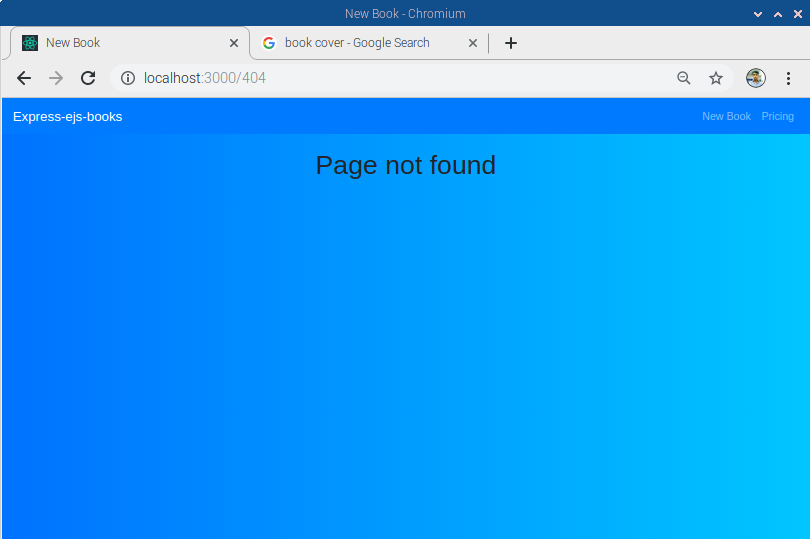 New Book - Chromium
New Book
book cover - Google Search
localhost:3000/404
Express-ejs-books
New Book
Pricing
Page not found